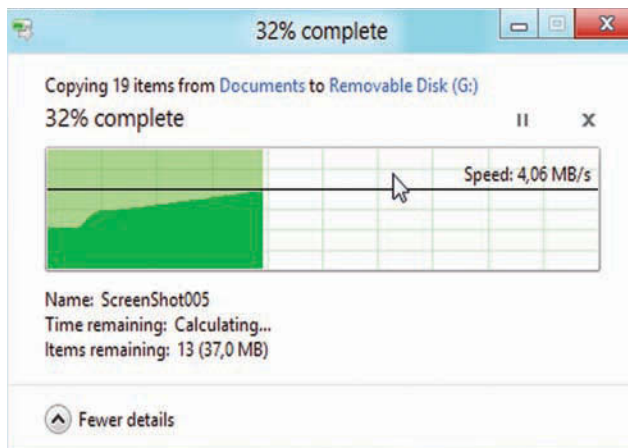 32% complete
Copying 19 items from Documents to Removable Disk (G:)
32% complete
Speed: 4,06 MB/s
Name: ScreenShot005
Time remaining: Calculating...
Items remaining: 13 (37,0 MB)
Fewer details